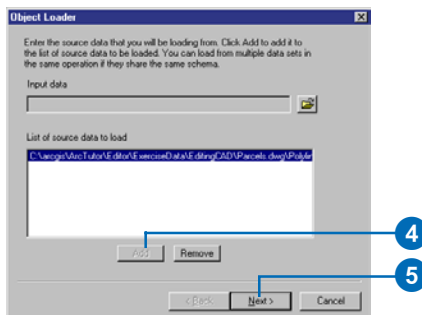 Object Loader
Enter the source data that you will be loading from. Click Add to add it to
the list of source data to be loaded. You can load from multiple data sets in
the same operation if they share the same schema.
Input data
List of source data to load
C:\arcgis\ArcTutor\Editor\ExerciseData\EditingCAD\Parcels.dwg\Polylin
Add
Remove
4
5
< Back
Next >
Cancel